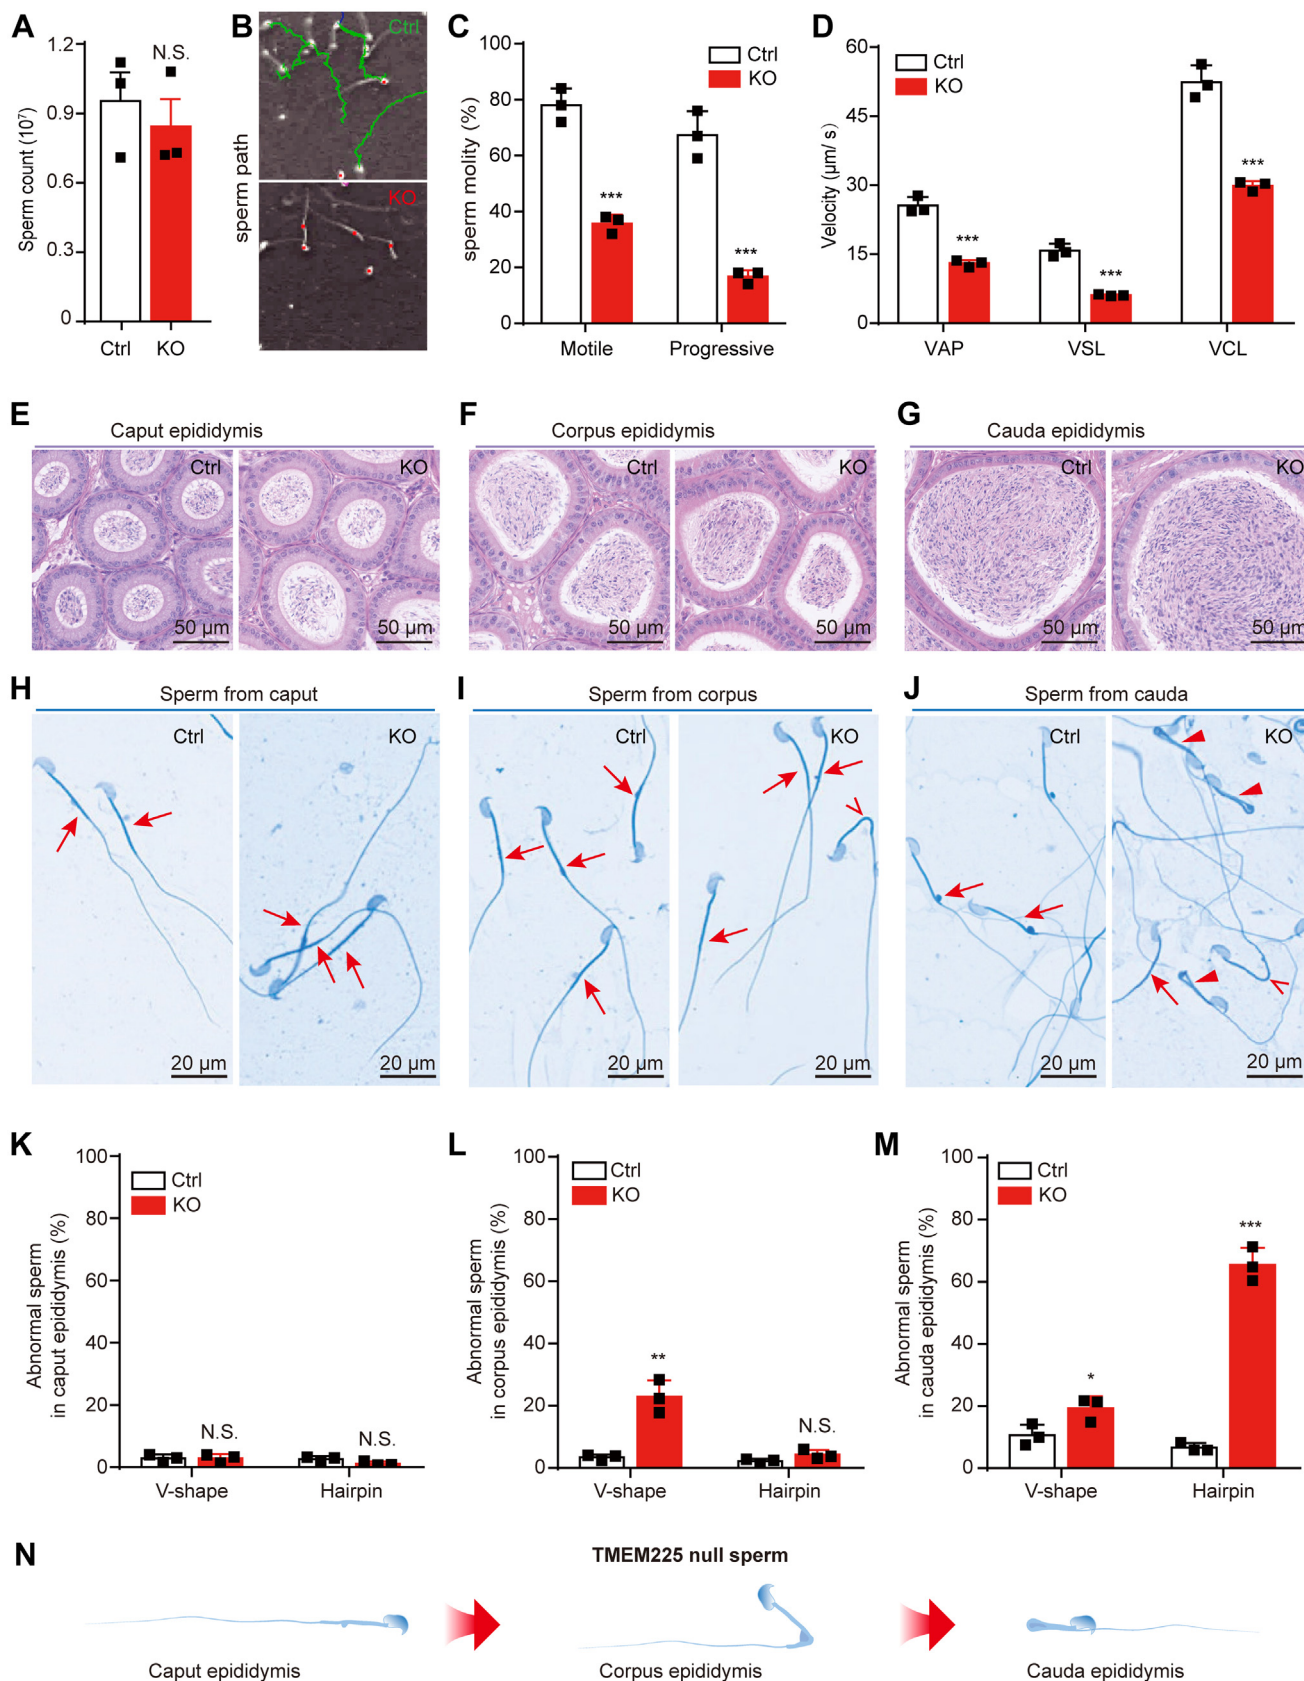 A
Sperm count (10⁷)
1.2
0.9
0.6
0.3
0
N.S.
Ctrl KO
B
sperm path
Ctrl
KO
C
sperm molity (%)
100
80
60
40
20
0
Ctrl
KO
***
***
Motile Progressive
D
Velocity (μm/ s)
60
45
30
15
0
Ctrl
KO
***
***
***
VAP VSL VCL
E
Caput epididymis
Ctrl KO
50 μm 50 μm
F
Corpus epididymis
Ctrl KO
50 μm 50 μm
G
Cauda epididymis
Ctrl KO
50 μm 50 μm
H
Sperm from caput
Ctrl KO
20 μm 20 μm
I
Sperm from corpus
Ctrl KO
20 μm 20 μm
J
Sperm from cauda
Ctrl KO
20 μm 20 μm
K
Abnormal sperm
in caput epididymis (%)
100
80
60
40
20
0
Ctrl
KO
N.S. N.S.
V-shape Hairpin
L
Abnormal sperm
in corpus epididymis (%)
100
80
60
40
20
0
Ctrl
KO
** N.S.
V-shape Hairpin
M
Abnormal sperm
in cauda epididymis (%)
100
80
60
40
20
0
Ctrl
KO
* ***
V-shape Hairpin
N
TMEM225 null sperm
Caput epididymis Corpus epididymis Cauda epididymis